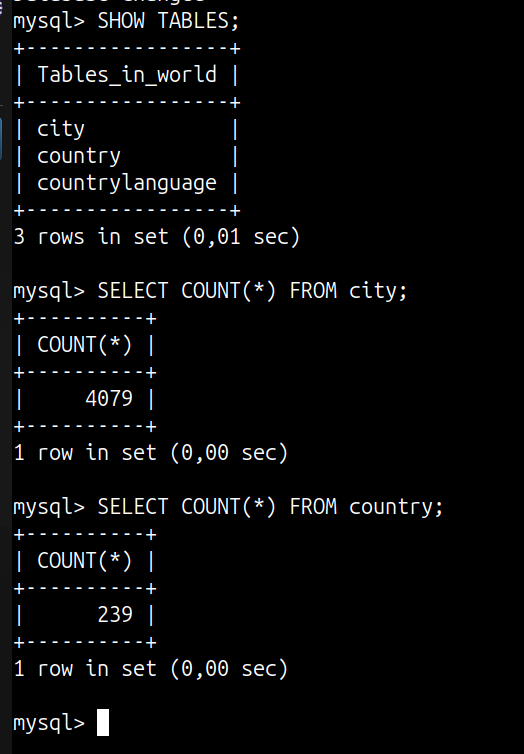 mysql> SHOW TABLES;
+-----------------+
| Tables_in_world |
+-----------------+
| city            |
| country         |
| countrylanguage |
+-----------------+
3 rows in set (0,01 sec)

mysql> SELECT COUNT(*) FROM city;
+----------+
| COUNT(*) |
+----------+
|     4079 |
+----------+
1 row in set (0,00 sec)

mysql> SELECT COUNT(*) FROM country;
+----------+
| COUNT(*) |
+----------+
|      239 |
+----------+
1 row in set (0,00 sec)

mysql>